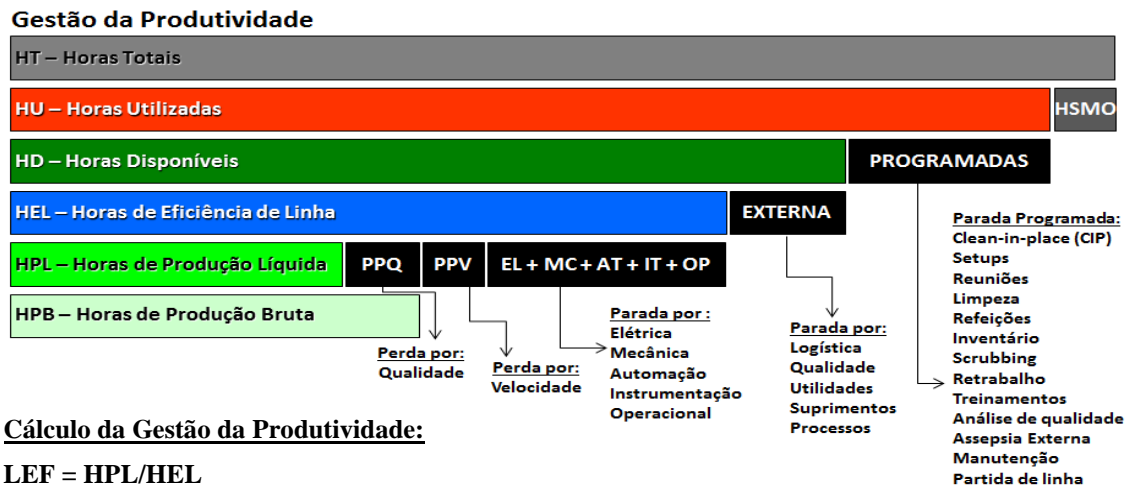 Gestão da Produtividade
HT – Horas Totais
HU – Horas Utilizadas
HSMO
HD – Horas Disponíveis
PROGRAMADAS
HEL – Horas de Eficiência de Linha
EXTERNA
HPL – Horas de Produção Líquida
PPQ
PPV
EL + MC + AT + IT + OP
HPB – Horas de Produção Bruta
Perda por:
Qualidade
Perda por:
Velocidade
Parada por :
Elétrica
Mecânica
Automação
Instrumentação
Operacional
Parada por:
Logística
Qualidade
Utilidades
Suprimentos
Processos
Parada Programada:
Clean-in-place (CIP)
Setups
Reuniões
Limpeza
Refeições
Inventário
Scrubbing
Retrabalho
Treinamentos
Análise de qualidade
Assepsia Externa
Manutenção
Partida de linha
Cálculo da Gestão da Produtividade:
LEF = HPL/HEL